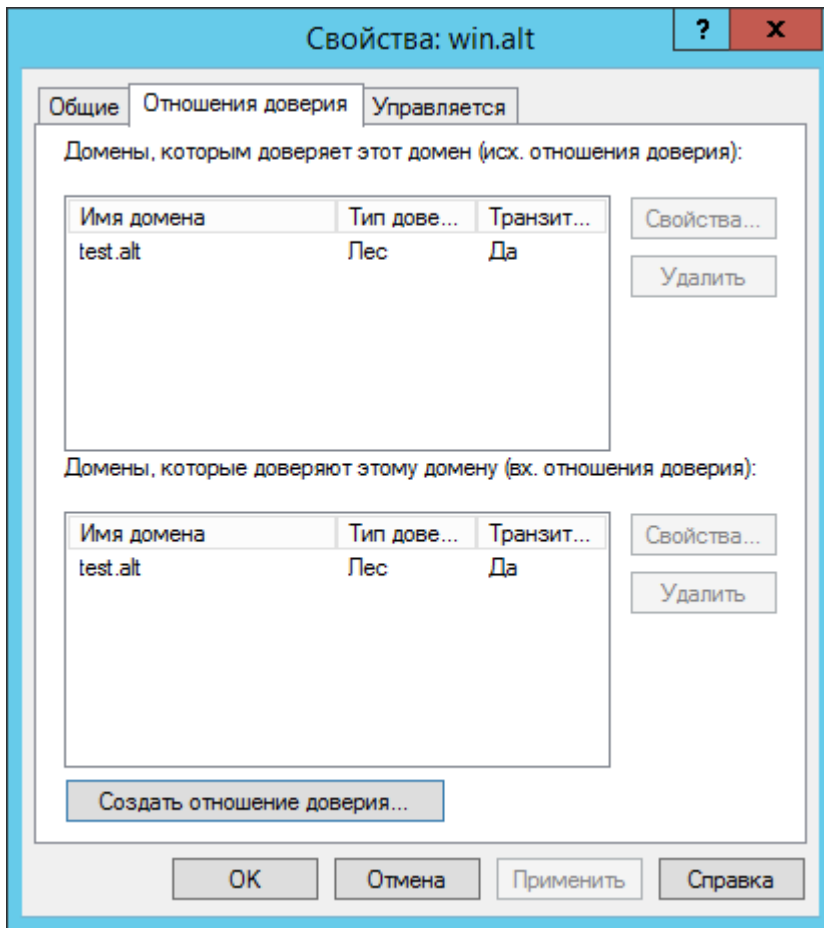 Свойства: win.alt
?
x
Общие Отношения доверия Управляется
Домены, которым доверяет этот домен (исх. отношения доверия):
Имя домена Тип дове... Транзит... Свойства...
test.alt Лес Да
Удалить
Домены, которые доверяют этому домену (вх. отношения доверия):
Имя домена Тип дове... Транзит... Свойства...
test.alt Лес Да
Удалить
Создать отношение доверия...
OK Отмена Применить Справка